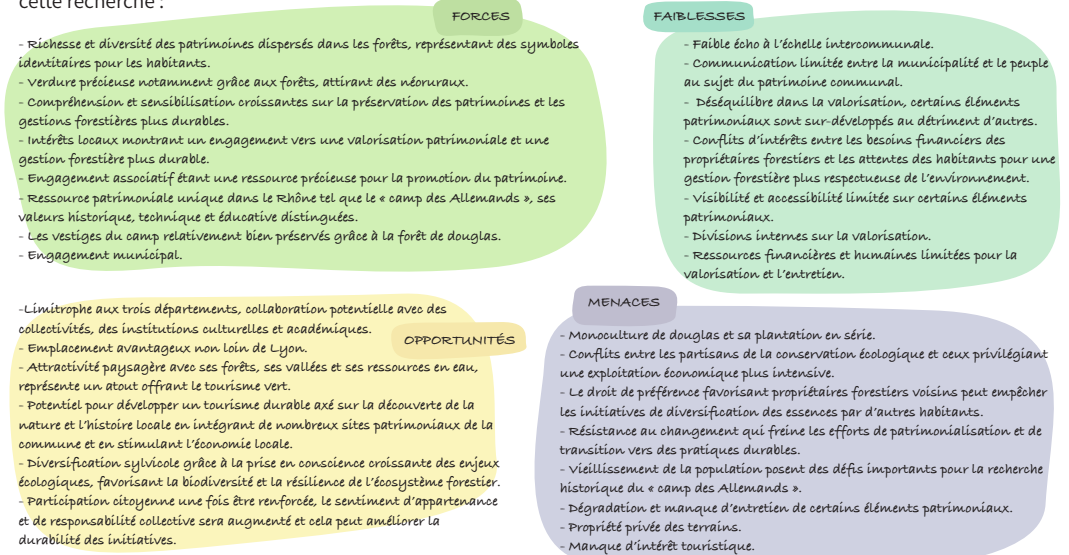 cette recherche :
FORCES
- Richesse et diversité des patrimoines dispersés dans les forêts, représentant des symboles
identitaires pour les habitants.
- Verdure précieuse notamment grâce aux forêts, attirant des néoruraux.
- Compréhension et sensibilisation croissantes sur la préservation des patrimoines et les
gestions forestières plus durables.
- Intérêts locaux montrant un engagement vers une valorisation patrimoniale et une
gestion forestière plus durable.
- Engagement associatif étant une ressource précieuse pour la promotion du patrimoine.
- Ressource patrimoniale unique dans le Rhône tel que le « camp des Allemands », ses
valeurs historique, technique et éducative distinguées.
- Les vestiges du camp relativement bien préservés grâce à la forêt de douglas.
- Engagement municipal.
FAIBLESSES
- Faible écho à l'échelle intercommunale.
- Communication limitée entre la municipalité et le peuple
au sujet du patrimoine communal.
- Déséquilibre dans la valorisation, certains éléments
patrimoniaux sont sur-développés au détriment d'autres.
- Conflits d'intérêts entre les besoins financiers des
propriétaires forestiers et les attentes des habitants pour une
gestion forestière plus respectueuse de l'environnement.
- Visibilité et accessibilité limitée sur certains éléments
patrimoniaux.
- Divisions internes sur la valorisation.
- Ressources financières et humaines limitées pour la
valorisation et l'entretien.
OPPORTUNITÉS
-Limitrophe aux trois départements, collaboration potentielle avec des
collectivités, des institutions culturelles et académiques.
- Emplacement avantageux non loin de Lyon.
- Attractivité paysagère avec ses forêts, ses vallées et ses ressources en eau,
représente un atout offrant le tourisme vert.
- Potentiel pour développer un tourisme durable axé sur la découverte de la
nature et l'histoire locale en intégrant de nombreux sites patrimoniaux de la
commune et en stimulant l'économie locale.
- Diversification sylvicole grâce à la prise en conscience croissante des enjeux
écologiques, favorisant la biodiversité et la résilience de l'écosystème forestier.
- Participation citoyenne une fois être renforcée, le sentiment d'appartenance
et de responsabilité collective sera augmenté et cela peut améliorer la
durabilité des initiatives.
MENACES
- Monoculture de douglas et sa plantation en série.
- Conflits entre les partisans de la conservation écologique et ceux privilégiant
une exploitation économique plus intensive.
- Le droit de préférence favorisant propriétaires forestiers voisins peut empêcher
les initiatives de diversification des essences par d'autres habitants.
- Résistance au changement qui freine les efforts de patrimonialisation et de
transition vers des pratiques durables.
- Vieillissement de la population posent des défis importants pour la recherche
historique du « camp des Allemands ».
- Dégradation et manque d'entretien de certains éléments patrimoniaux.
- Propriété privée des terrains.
- Manque d'intérêt touristique.